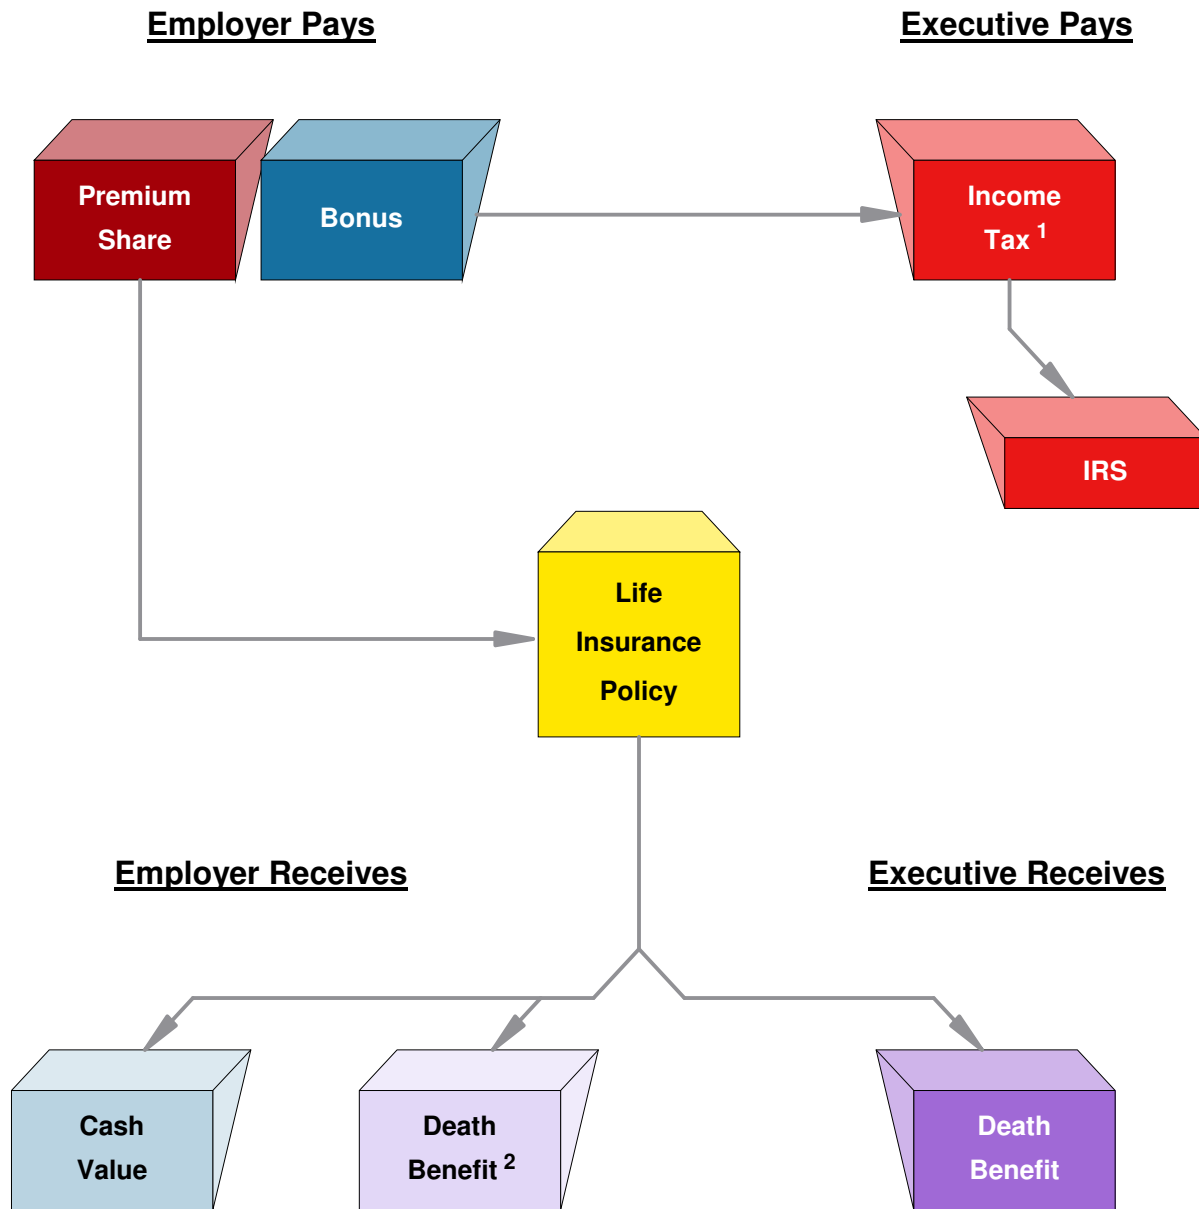 Employer Pays
Executive Pays
Premium
Share
Bonus
Income
Tax 1
IRS
Life
Insurance
Policy
Employer Receives
Executive Receives
Cash
Value
Death
Benefit 2
Death
Benefit